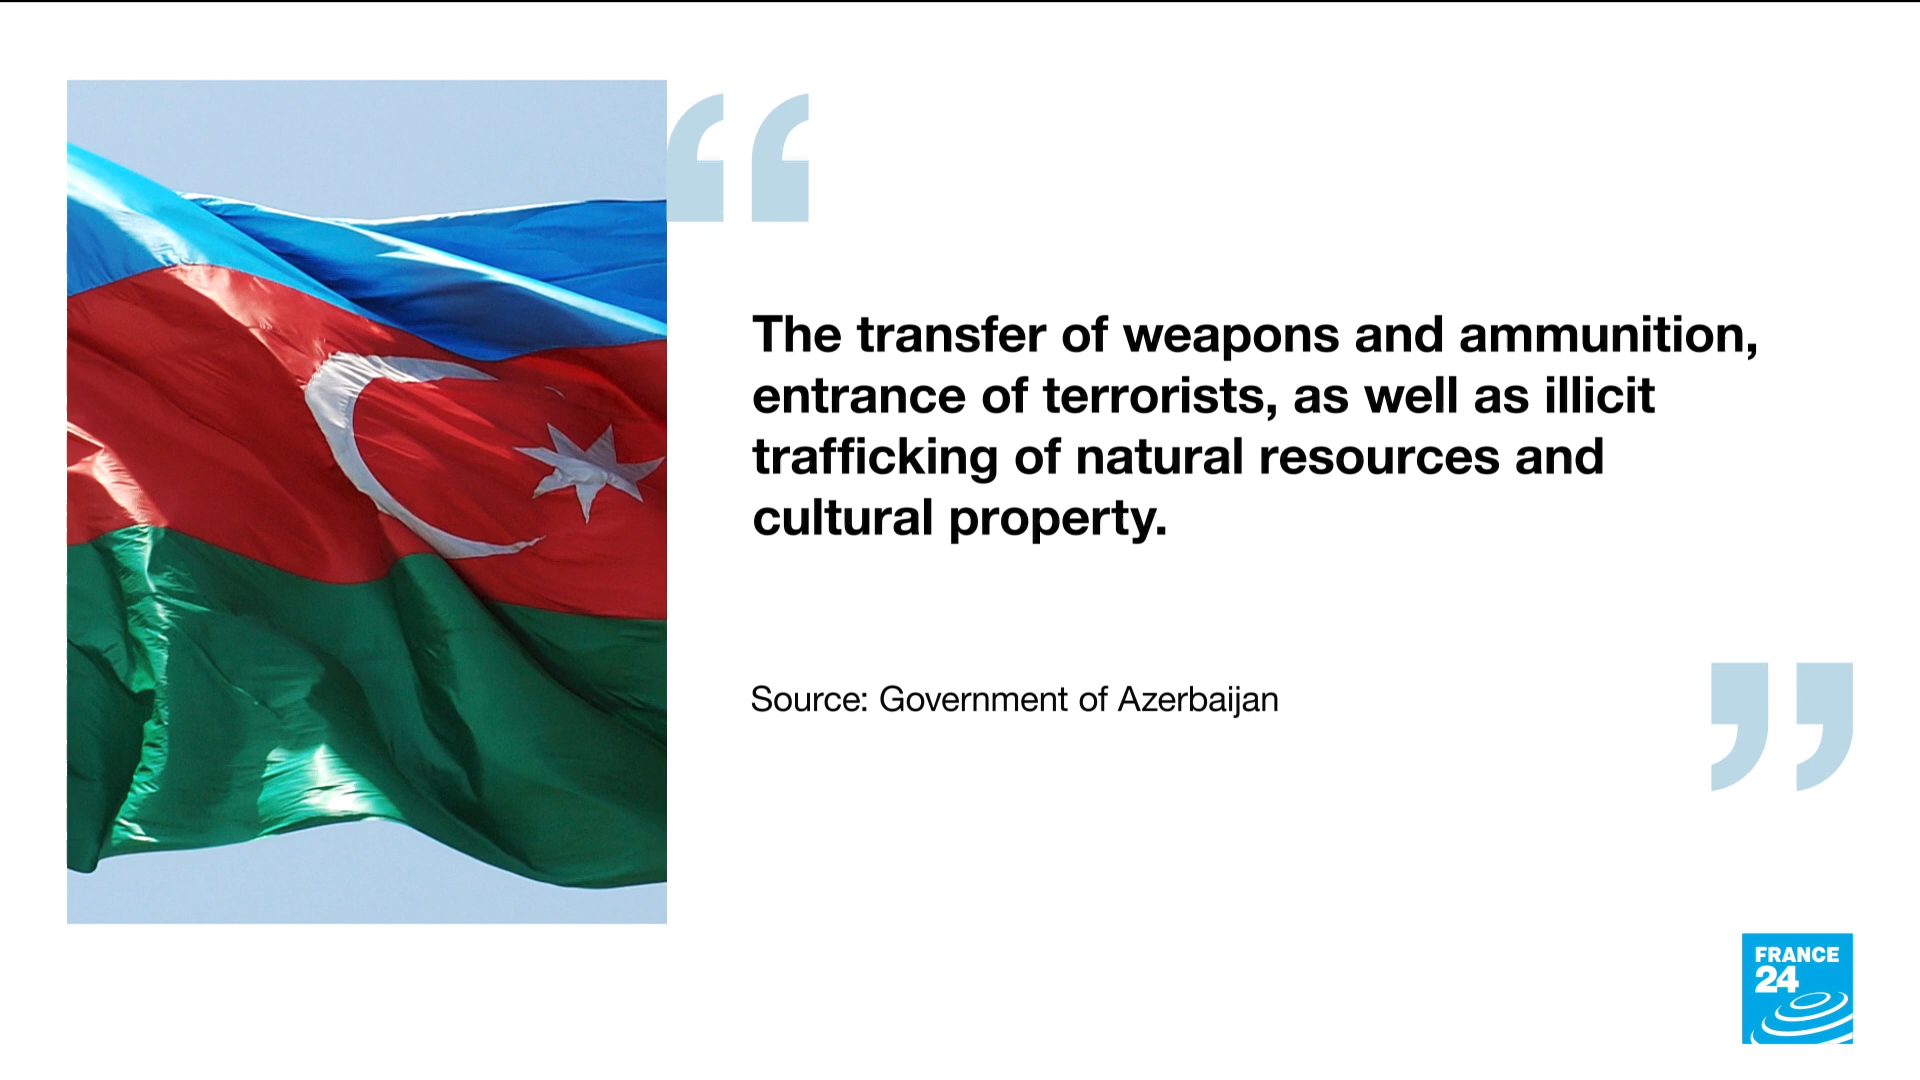 The transfer of weapons and ammunition,
entrance of terrorists, as well as illicit
trafficking of natural resources and
cultural property.
Source: Government of Azerbaijan
FRANCE
24